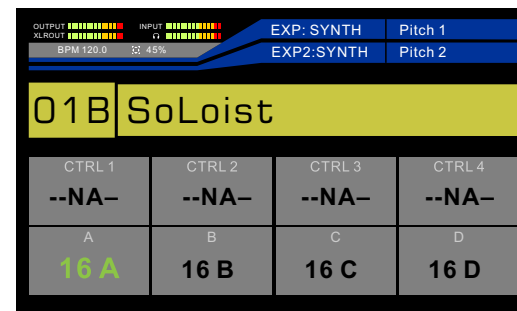 OUTPUT INPUT
XLROUT
BPM 120.0 45%
EXP: SYNTH Pitch 1
EXP2:SYNTH Pitch 2
01B SoLoist
CTRL 1 CTRL 2 CTRL 3 CTRL 4
--NA– --NA– --NA– --NA–
A B C D
16 A 16 B 16 C 16 D